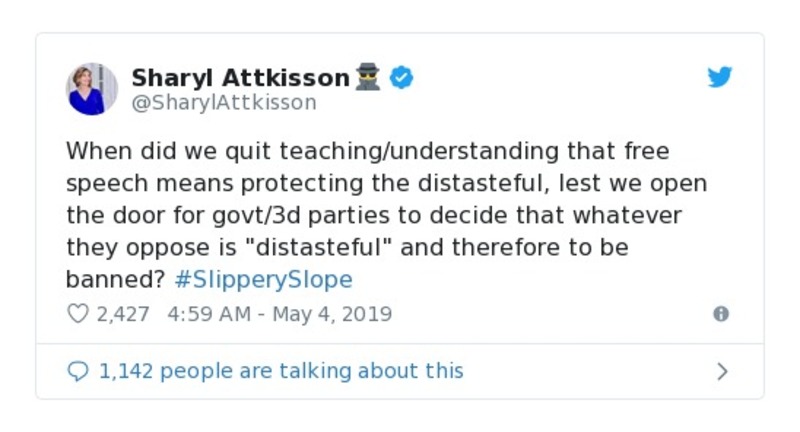 Sharyl Attkisson
@SharylAttkisson
When did we quit teaching/understanding that free
speech means protecting the distasteful, lest we open
the door for govt/3d parties to decide that whatever
they oppose is "distasteful" and therefore to be
banned? #SlipperySlope
2,427 4:59 AM - May 4, 2019
1,142 people are talking about this